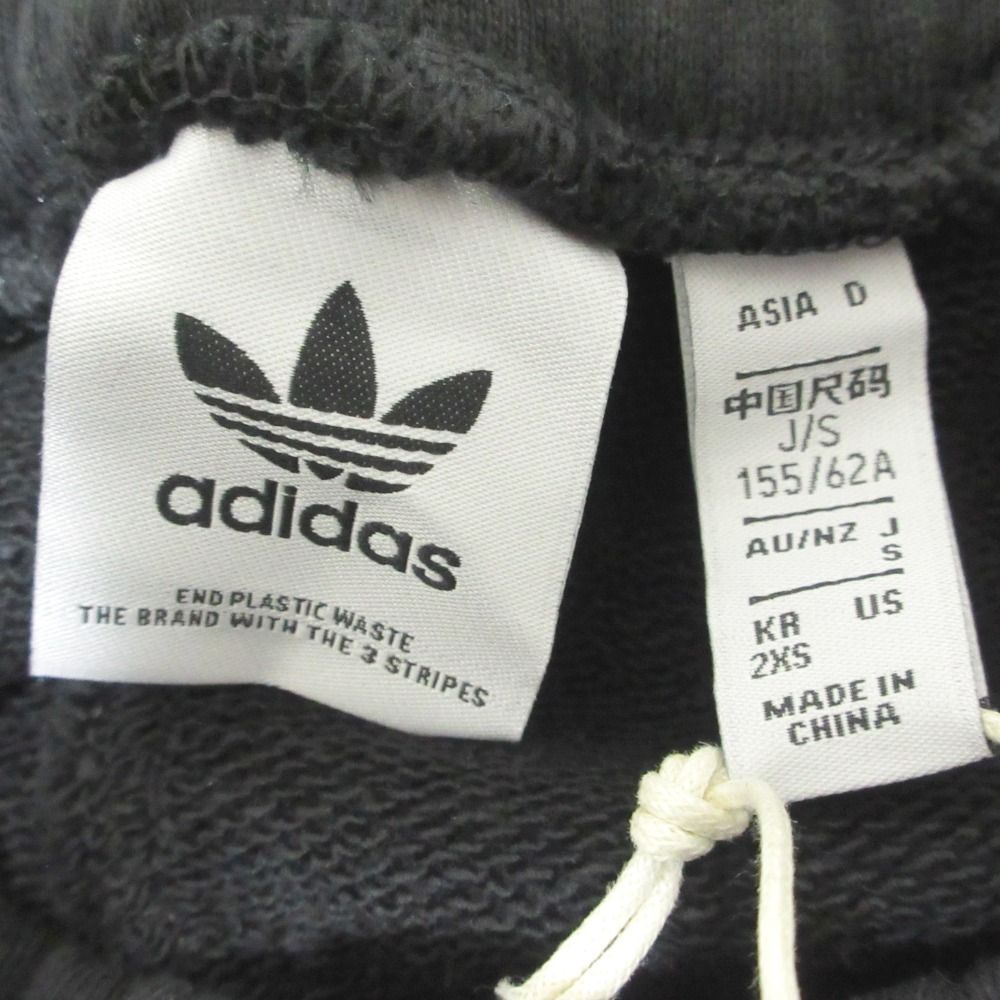 adidas
END PLASTIC WASTE
THE BRAND WITH THE 3 STRIPES
ASIA D
中国尺码
J/S
155/62A
AU/NZ J
S
KR US
2XS
MADE IN
CHINA